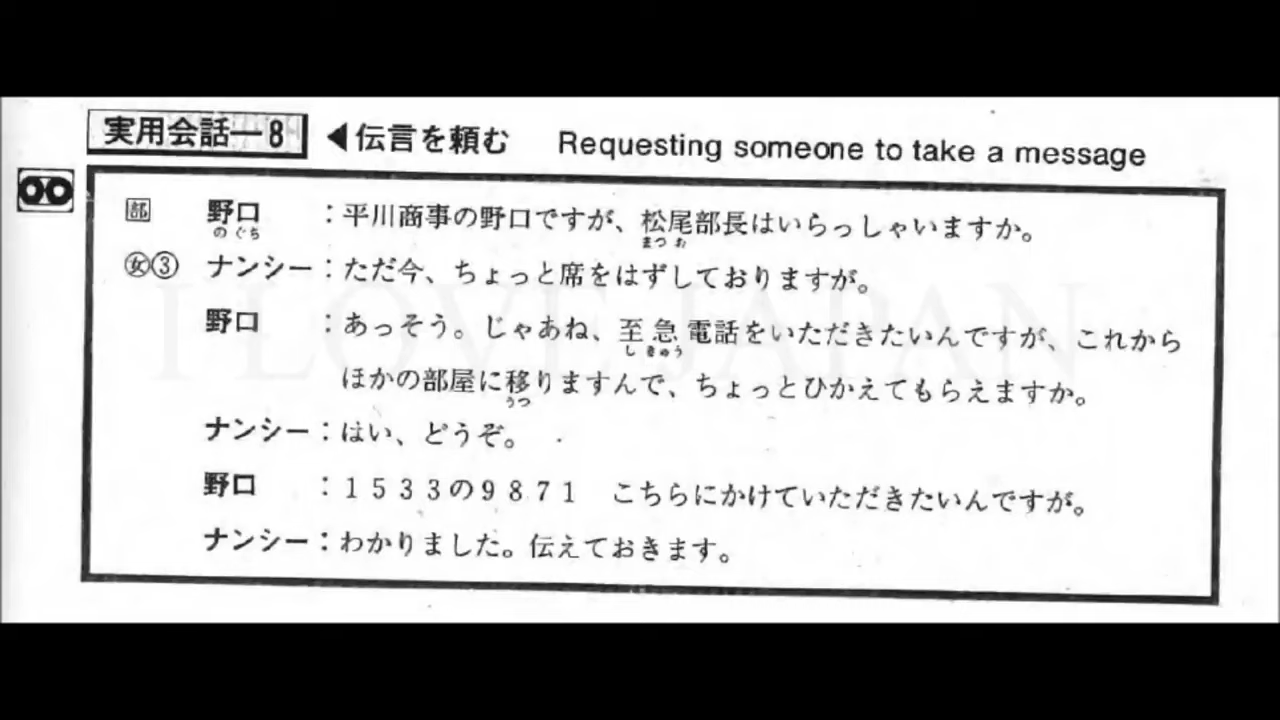 実用会話―8 ◀伝言を頼む Requesting someone to take a message
部 野口 : 平川商事の野口ですが、松尾部長はいらっしゃいますか。
のぐち まつお
女③ ナンシー : ただ今、ちょっと席をはずしておりますが。
野口 : あっそう。じゃあね、至急電話をいただきたいんですが、これから
しきゅう
ほかの部屋に移りますんで、ちょっとひかえてもらえますか。
うつ
ナンシー : はい、どうぞ。
野口 : 1533の9871 こちらにかけていただきたいんですが。
ナンシー : わかりました。伝えておきます。
I LOVE JAPAN